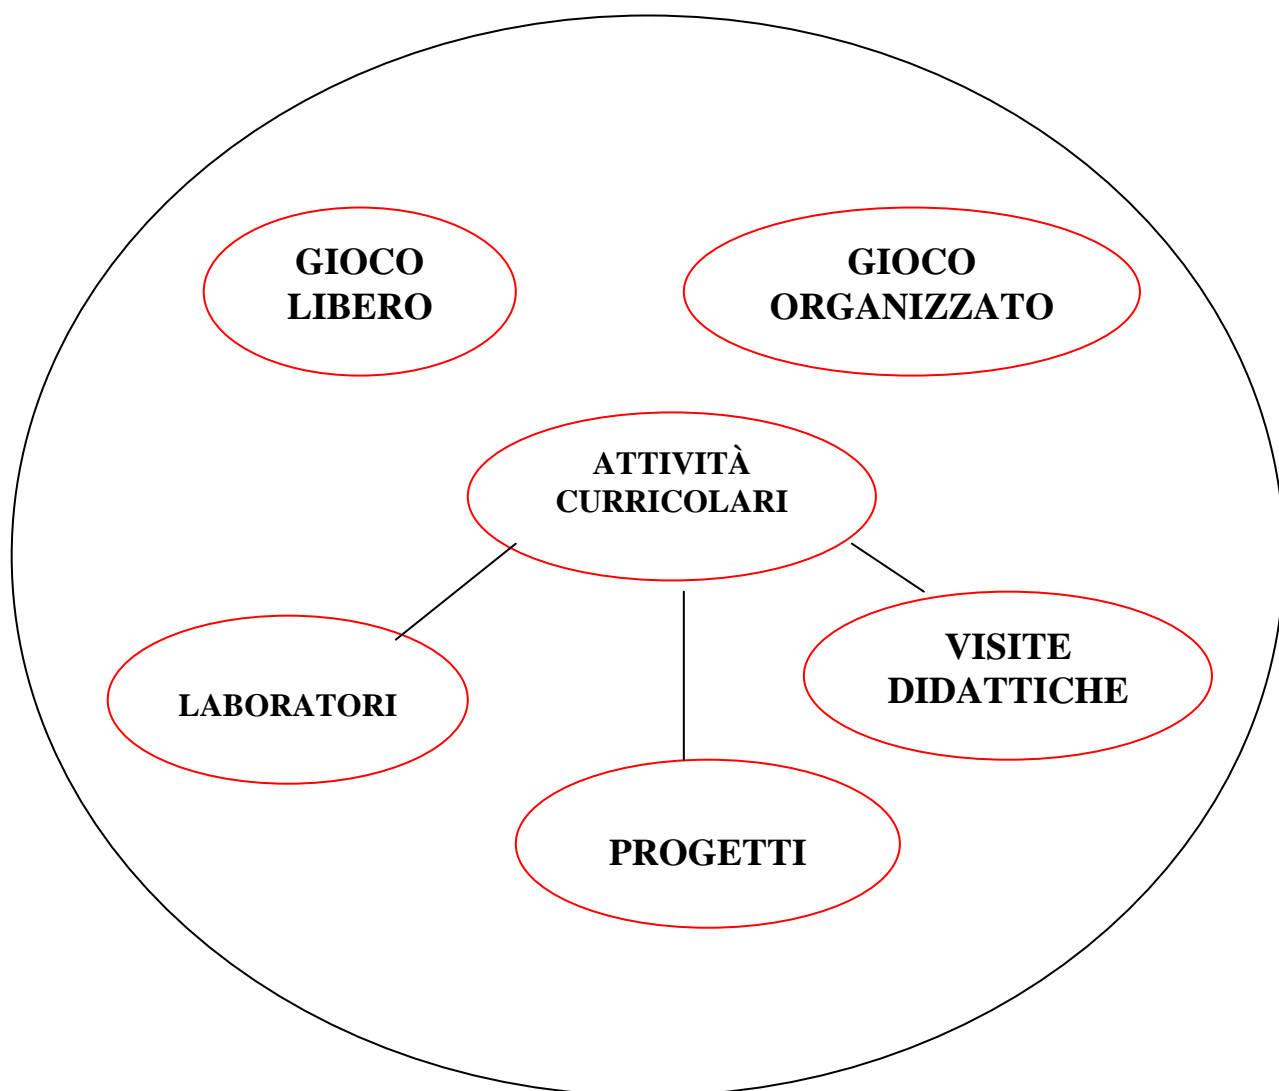 GIOCO
LIBERO
GIOCO
ORGANIZZATO
ATTIVITÀ
CURRICOLARI
LABORATORI
VISITE
DIDATTICHE
PROGETTI